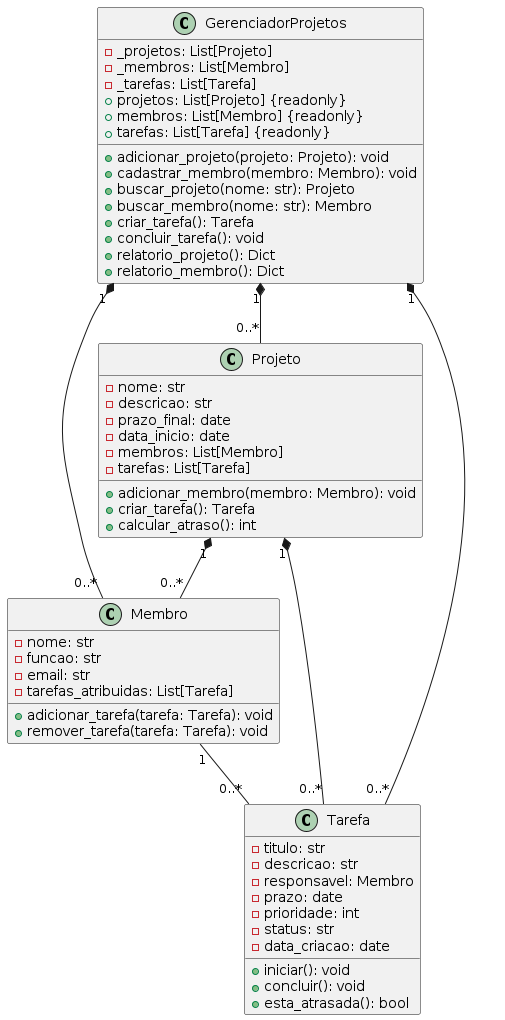 C GerenciadorProjetos
_projetos: List[Projeto]
_membros: List[Membro]
_tarefas: List[Tarefa]
projetos: List[Projeto] {readonly}
membros: List[Membro] {readonly}
tarefas: List[Tarefa] {readonly}
adicionar_projeto(projeto: Projeto): void
cadastrar_membro(membro: Membro): void
buscar_projeto(nome: str): Projeto
buscar_membro(nome: str): Membro
criar_tarefa(): Tarefa
concluir_tarefa(): void
relatorio_projeto(): Dict
relatorio_membro(): Dict
1 1 1
0..*
C Projeto
nome: str
descricao: str
prazo_final: date
data_inicio: date
membros: List[Membro]
tarefas: List[Tarefa]
adicionar_membro(membro: Membro): void
criar_tarefa(): Tarefa
calcular_atraso(): int
1 1
0..* 0..*
C Membro
nome: str
funcao: str
email: str
tarefas_atribuidas: List[Tarefa]
adicionar_tarefa(tarefa: Tarefa): void
remover_tarefa(tarefa: Tarefa): void
1
0..* 0..* 0..*
C Tarefa
titulo: str
descricao: str
responsavel: Membro
prazo: date
prioridade: int
status: str
data_criacao: date
iniciar(): void
concluir(): void
esta_atrasada(): bool